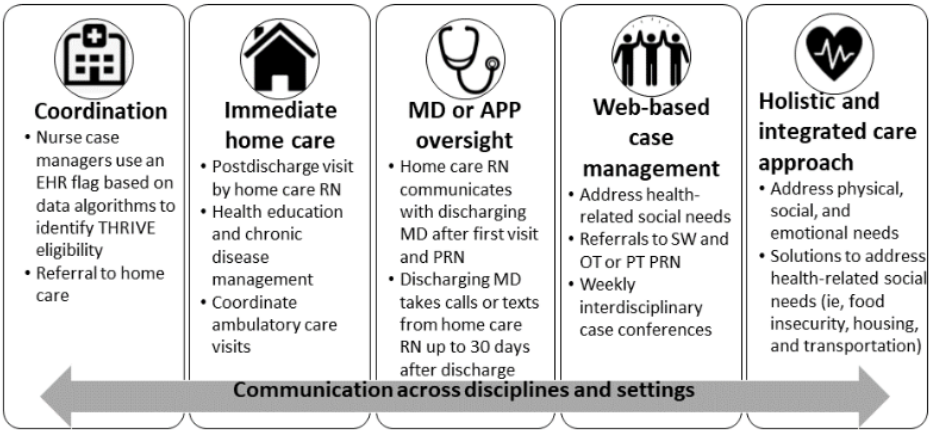 Coordination
• Nurse case
managers use an
EHR flag based on
data algorithms to
identify THRIVE
eligibility
• Referral to home
care
Immediate
home care
• Postdischarge visit
by home care RN
• Health education
and chronic
disease
management
• Coordinate
ambulatory care
visits
MD or APP
oversight
• Home care RN
communicates
with discharging
MD after first visit
and PRN
• Discharging MD
takes calls or texts
from home care
RN up to 30 days
after discharge
Web-based
case
management
• Address health-
related social needs
• Referrals to SW and
OT or PT PRN
• Weekly
interdisciplinary
case conferences
Holistic and
integrated care
approach
• Address physical,
social, and
emotional needs
• Solutions to address
health-related social
needs (ie, food
insecurity, housing,
and transportation)
Communication across disciplines and settings